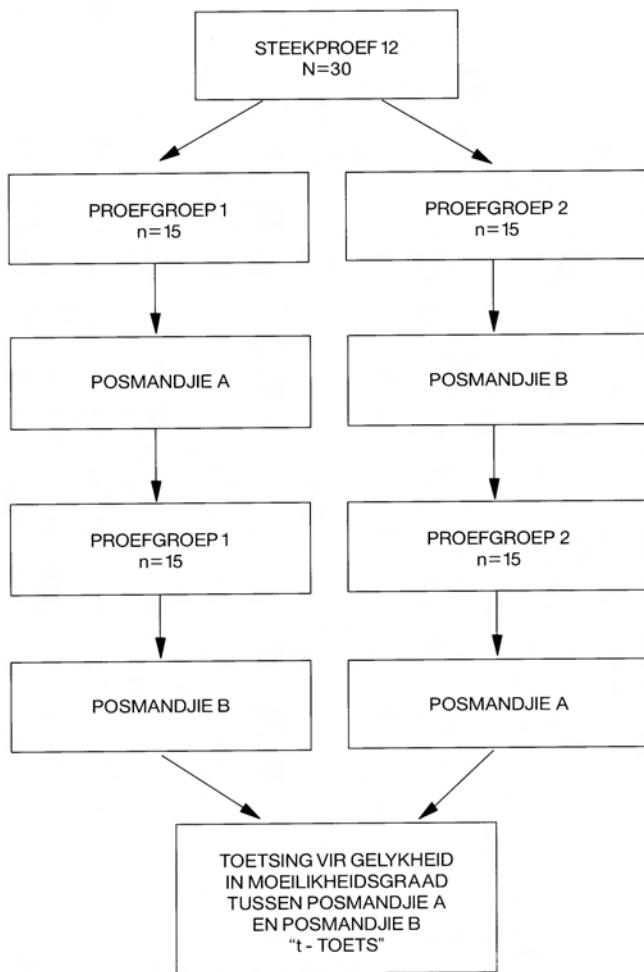 STEEKPROEF 12
N=30
PROEFGROEP 1
n=15
PROEFGROEP 2
n=15
POSMANDJIE A
POSMANDJIE B
PROEFGROEP 1
n=15
PROEFGROEP 2
n=15
POSMANDJIE B
POSMANDJIE A
TOETSING VIR GELYKHEID
IN MOEILIKHEIDSGRAAD
TUSSEN POSMANDJIE A
EN POSMANDJIE B
"t - TOETS"